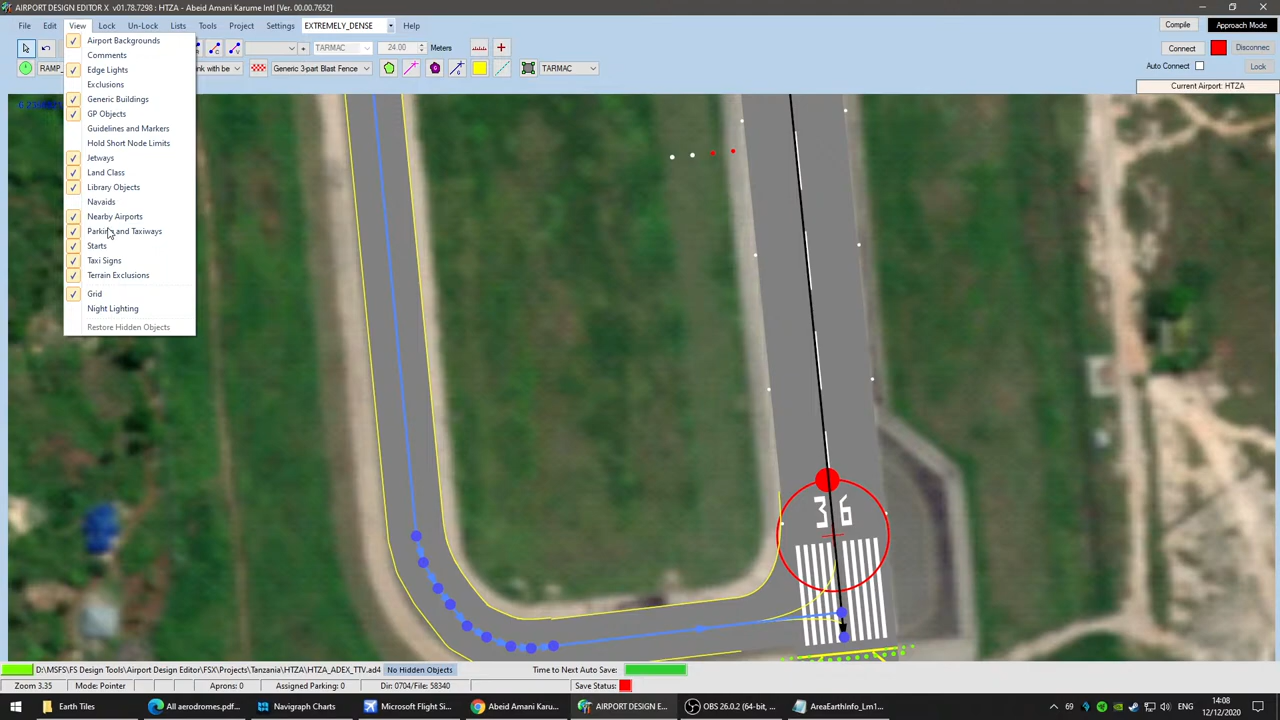 AIRPORT DESIGN EDITOR X v01.78.7298 : HTZA - Abeid Amani Karume Intl [Ver. 00.00.7652]
File Edit View Lock Un-Lock Lists Tools Project Settings EXTREMELY_DENSE Help
Compile Approach Mode
TARMAC 24.00 Meters
Connect Disconnec
RAMP_ nk with be Generic 3-part Blast Fence TARMAC
Auto Connect Lock
Current Airport: HTZA
Airport Backgrounds
Comments
Edge Lights
Exclusions
Generic Buildings
GP Objects
Guidelines and Markers
Hold Short Node Limits
Jetways
Land Class
Library Objects
Navaids
Nearby Airports
Parking and Taxiways
Starts
Taxi Signs
Terrain Exclusions
Grid
Night Lighting
Restore Hidden Objects
36
D:\MSFS\FS Design Tools\Airport Design Editor\FSX\Projects\Tanzania\HTZA\HTZA_ADEX_TTV.ad4 No Hidden Objects Time to Next Auto Save:
Zoom 3.35 Mode: Pointer Aprons: 0 Assigned Parking: 0 Dir: 0704/File: 58340 Save Status:
Earth Tiles All aerodromes.pdf... Navigraph Charts Microsoft Flight Si... Abeid Amani Karum... AIRPORT DESIGN E... OBS 26.0.2 (64-bit, ... AreaEarthInfo_Lm1... 69 ENG 14:08
12/12/2020